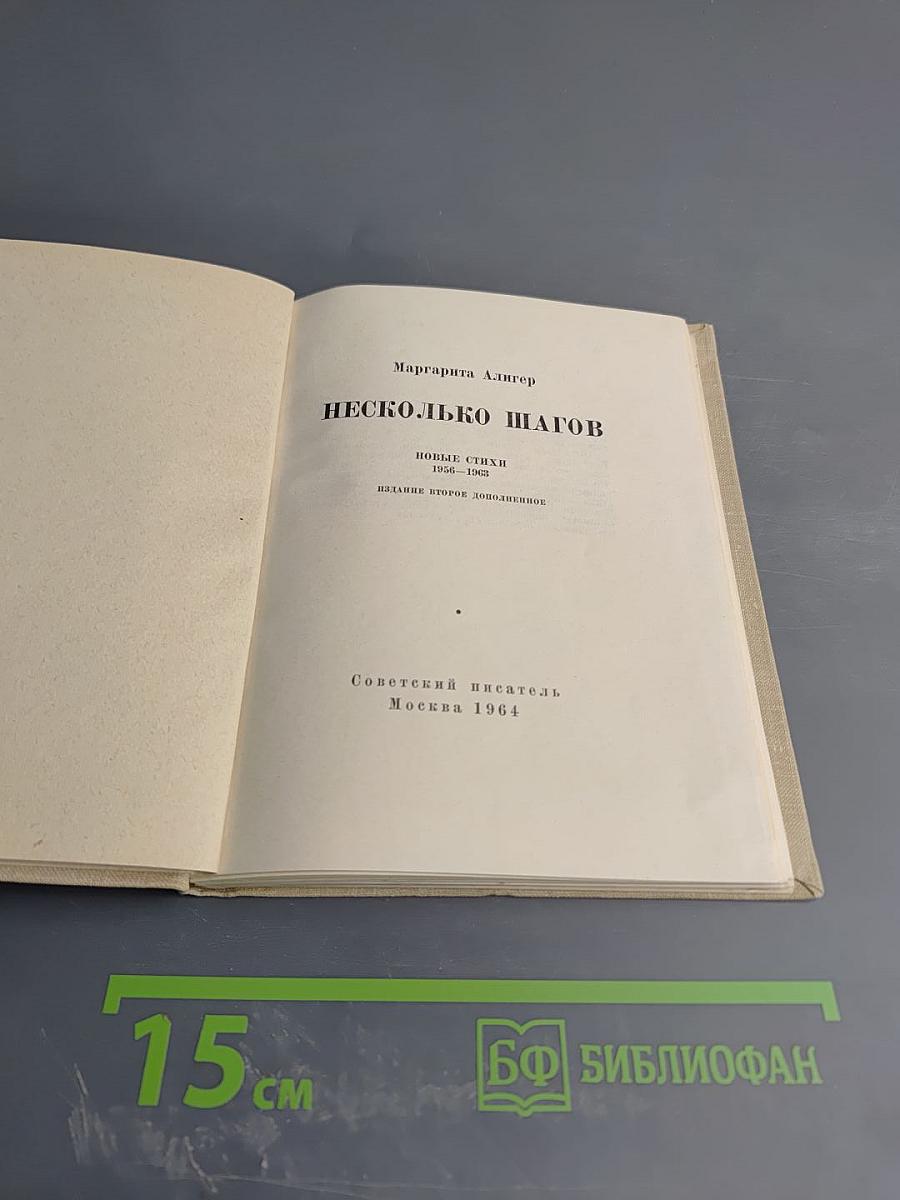 Маргарита Алигер
НЕСКОЛЬКО ШАГОВ
НОВЫЕ СТИХИ
1956—1963
ИЗДАНИЕ ВТОРОЕ ДОПОЛНЕННОЕ
Советский писатель
Москва 1964
15 см
БФ БИБЛИОФАН